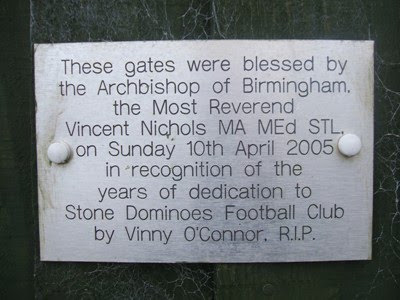 These gates were blessed by
the Archbishop of Birmingham.
the Most Reverend
Vincent Nichols MA MEd STL.
on Sunday 10th April 2005
in recognition of the
years of dedication to
Stone Dominoes Football Club
by Vinny O'Connor. R.I.P.